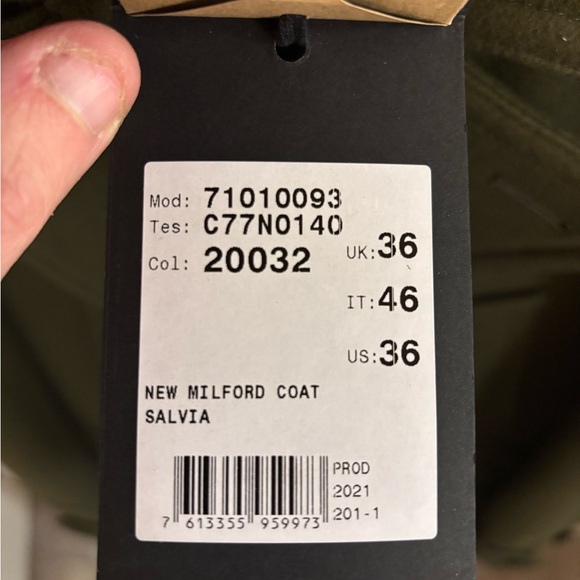 Mod: 71010093
Tes: C77N0140
Col: 20032
UK: 36
IT: 46
US: 36
NEW MILFORD COAT
SALVIA
PROD
2021
201-1
7 613355 959973